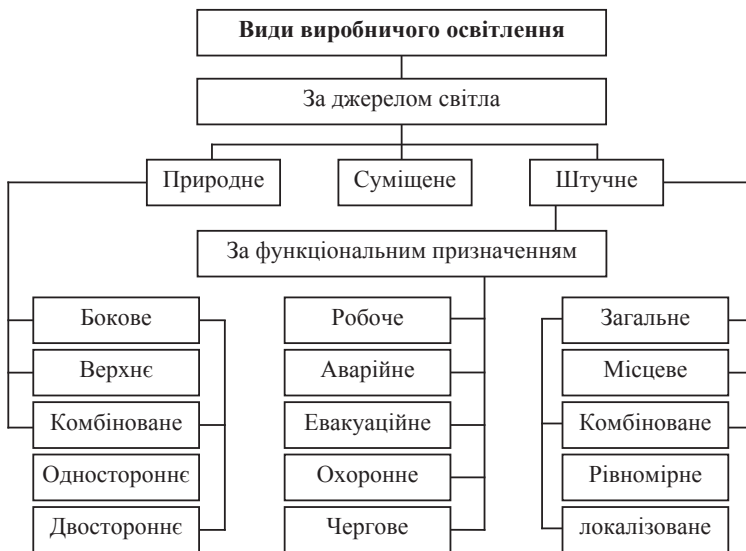 Види виробничого освітлення
За джерелом світла
Природне
Суміщене
Штучне
За функціональним призначенням
Бокове
Робоче
Загальне
Верхнє
Аварійне
Місцеве
Комбіноване
Евакуаційне
Комбіноване
Одностороннє
Охоронне
Рівномірне
Двостороннє
Чергове
локалізоване